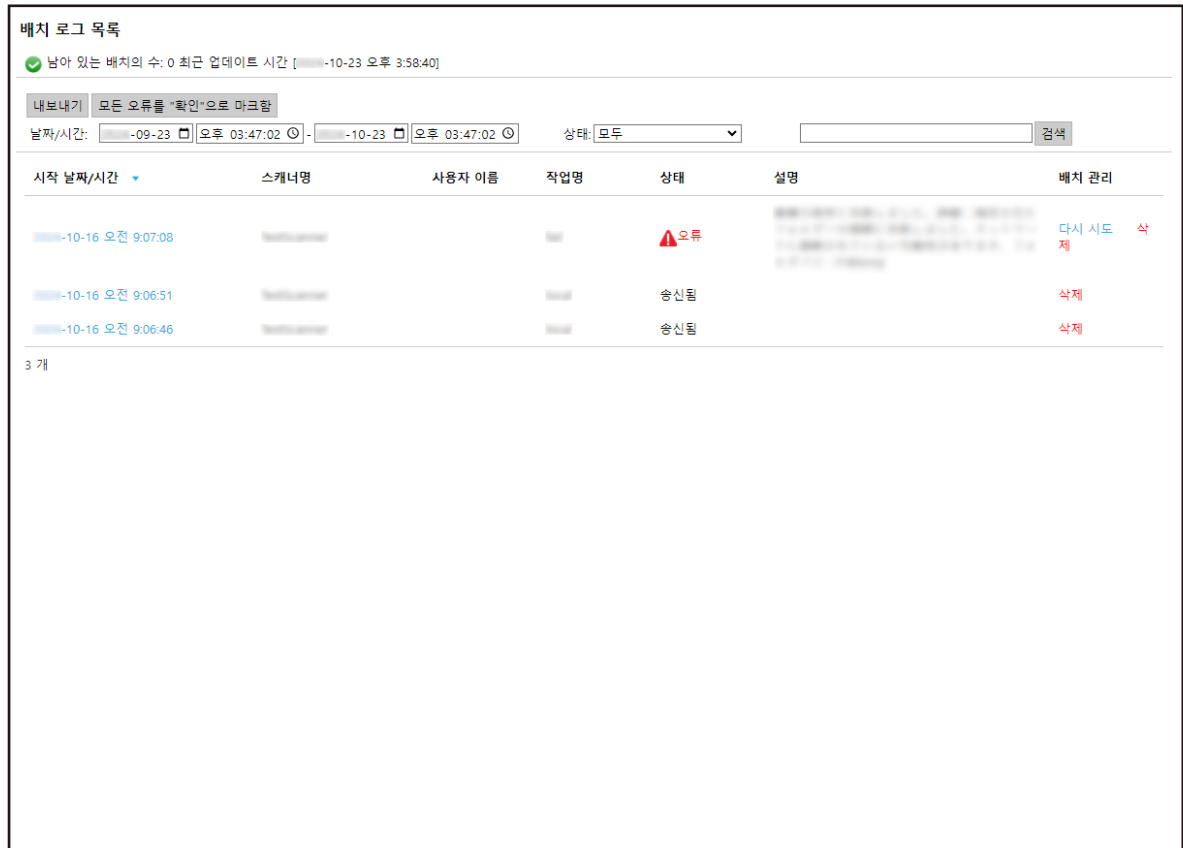 배치 로그 목록
남아 있는 배치의 수: 0 최근 업데이트 시간 [ -10-23 오후 3:58:40]
내보내기 모든 오류를 "확인"으로 마크함
날짜/시간: -09-23 오후 03:47:02 - -10-23 오후 03:47:02 상태: 모두 검색
시작 날짜/시간 스캐너명 사용자 이름 작업명 상태 설명 배치 관리
-10-16 오전 9:07:08 오류 다시 시도 삭
제
-10-16 오전 9:06:51 송신됨 삭제
-10-16 오전 9:06:46 송신됨 삭제
3 개